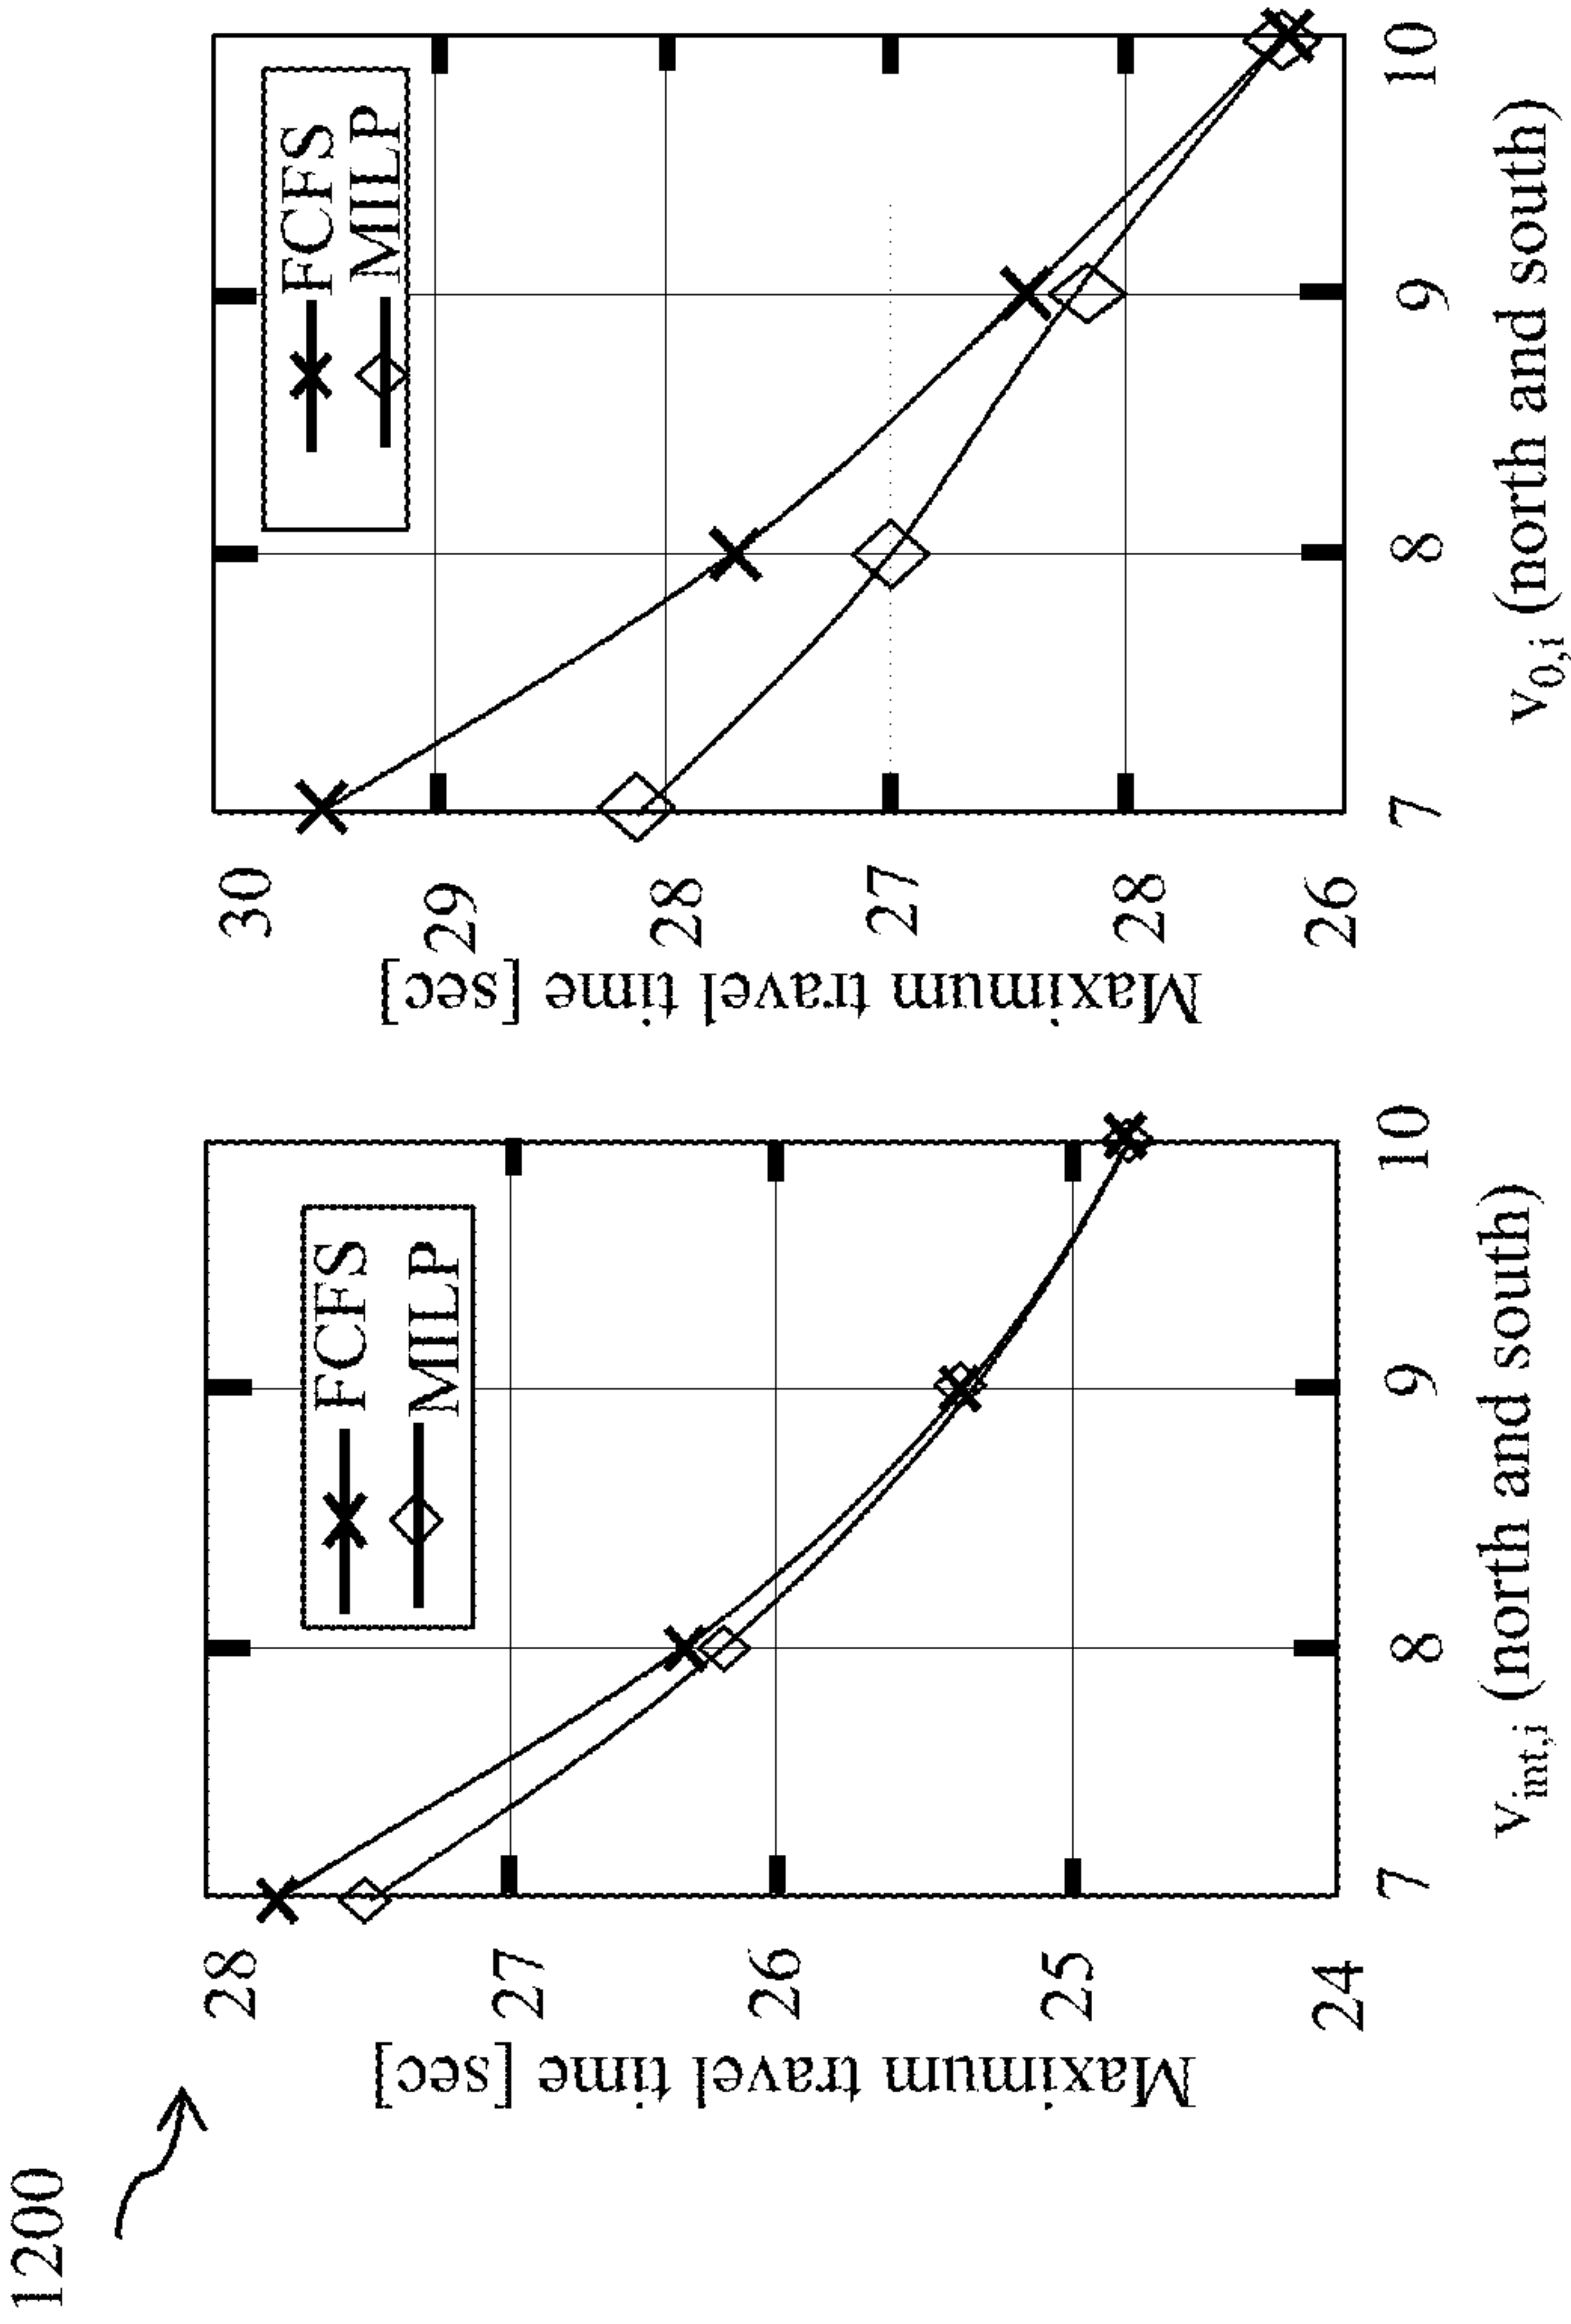 1200
Maximum travel time [sec]
28
27
26
25
24
FCFS
MILP
7
8
9
10
Vint,i (north and south)
Maximum travel time [sec]
30
29
28
27
28
26
FCFS
MILP
7
8
9
10
V0,i (north and south)